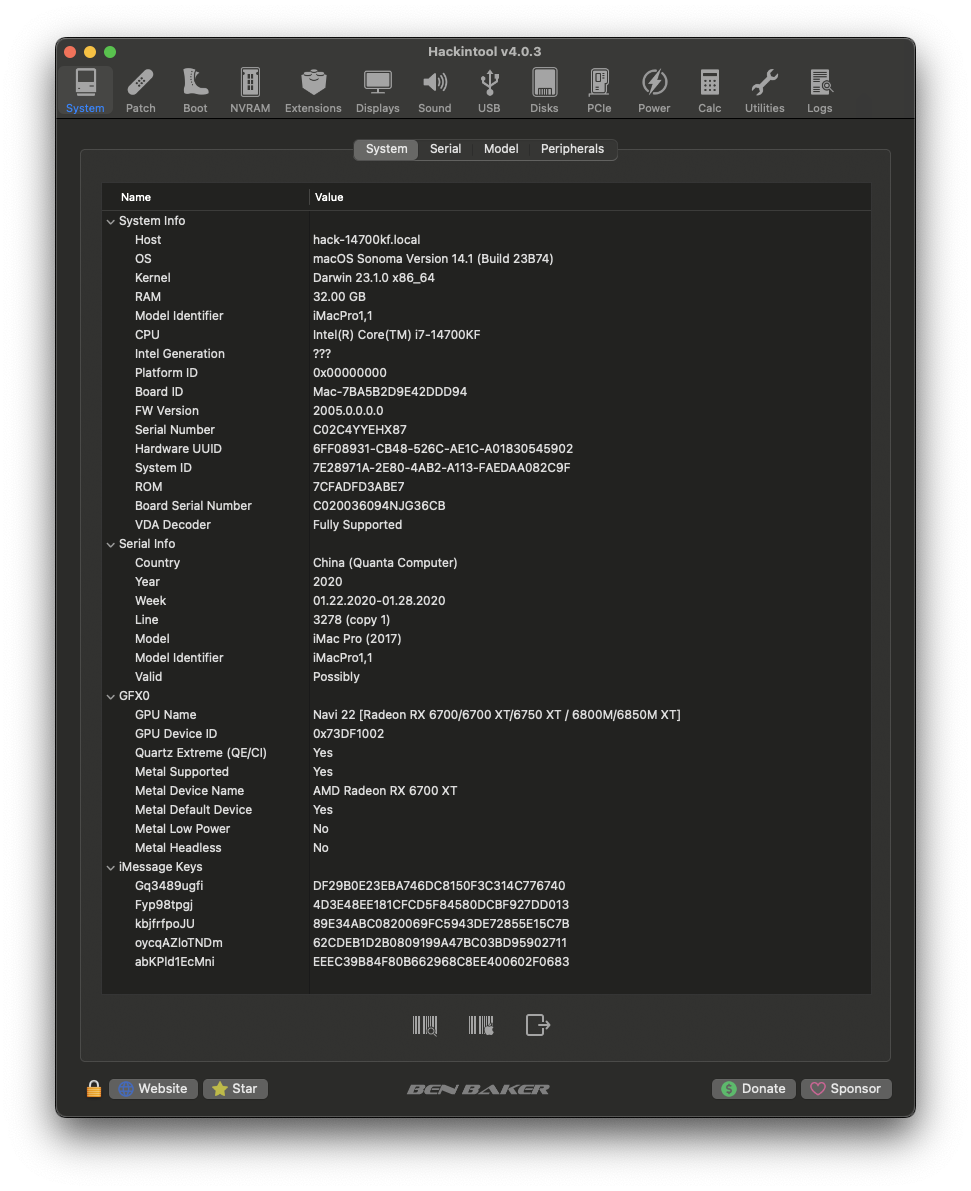 Hackintool v4.0.3
System Patch Boot NVRAM Extensions Displays Sound USB Disks PCIe Power Calc Utilities Logs
System Serial Model Peripherals
Name Value
System Info
Host hack-14700kf.local
OS macOS Sonoma Version 14.1 (Build 23B74)
Kernel Darwin 23.1.0 x86_64
RAM 32.00 GB
Model Identifier iMacPro1,1
CPU Intel(R) Core(TM) i7-14700KF
Intel Generation ???
Platform ID 0x00000000
Board ID Mac-7BA5B2D9E42DDD94
FW Version 2005.0.0.0.0
Serial Number C02C4YYEHX87
Hardware UUID 6FF08931-CB48-526C-AE1C-A01830545902
System ID 7E28971A-2E80-4AB2-A113-FAEDAA082C9F
ROM 7CFADFD3ABE7
Board Serial Number C020036094NJG36CB
VDA Decoder Fully Supported
Serial Info
Country China (Quanta Computer)
Year 2020
Week 01.22.2020-01.28.2020
Line 3278 (copy 1)
Model iMac Pro (2017)
Model Identifier iMacPro1,1
Valid Possibly
GFX0
GPU Name Navi 22 [Radeon RX 6700/6700 XT/6750 XT / 6800M/6850M XT]
GPU Device ID 0x73DF1002
Quartz Extreme (QE/CI) Yes
Metal Supported Yes
Metal Device Name AMD Radeon RX 6700 XT
Metal Default Device Yes
Metal Low Power No
Metal Headless No
iMessage Keys
Gq3489ugfi DF29B0E23EBA746DC8150F3C314C776740
Fyp98tpgj 4D3E48EE181CFCD5F84580DCBF927DD013
kbjfrfpoJU 89E34ABC0820069FC5943DE72855E15C7B
oycqAZloTNDm 62CDEB1D2B0809199A47BC03BD95902711
abKPld1EcMni EEEC39B84F80B662968C8EE400602F0683
Website Star BEN BAKER Donate Sponsor